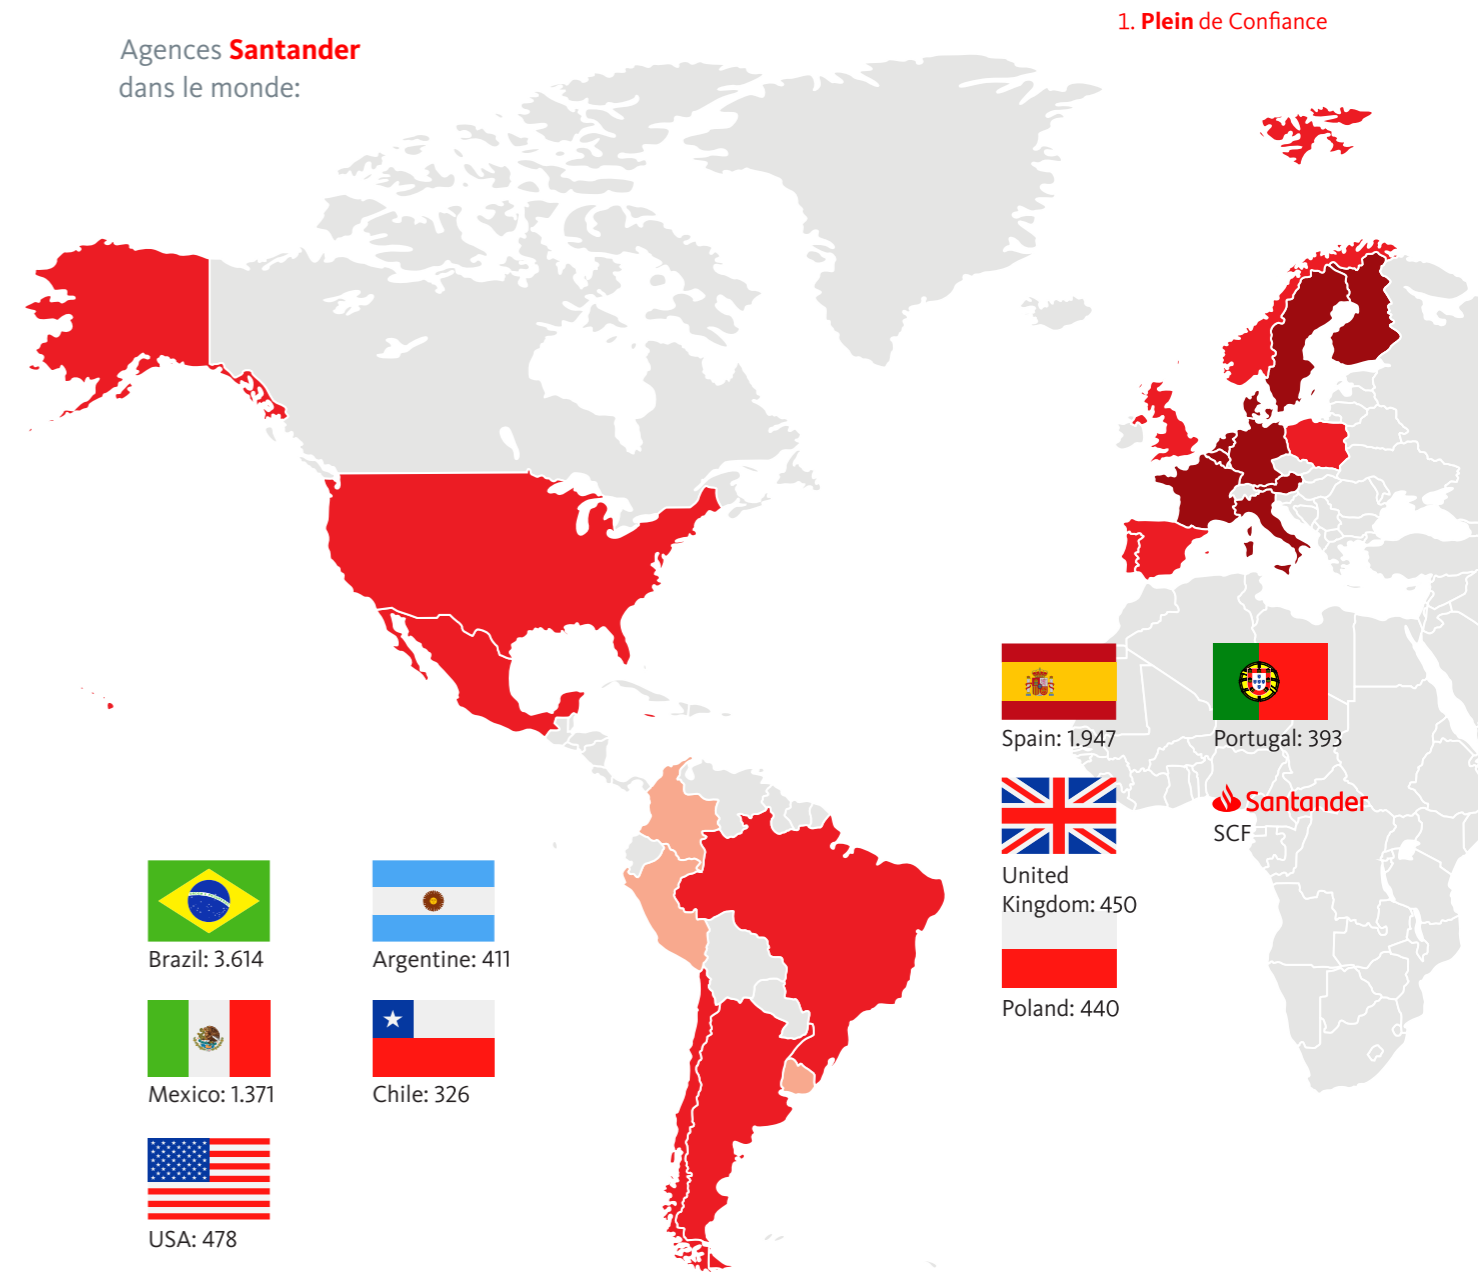 1. Plein de Confiance
Agences Santander
dans le monde:
Spain: 1.947
Portugal: 393
United
Kingdom: 450
Santander
SCF
Poland: 440
Brazil: 3.614
Argentine: 411
Mexico: 1.371
Chile: 326
USA: 478